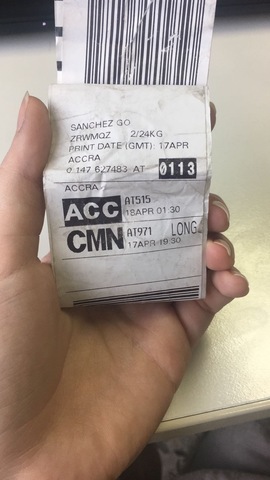 SANCHEZ GO
ZRWMQZ 2/24KG
PRINT DATE (GMT): 17APR
ACCRA
0 147 627483 AT 0113
ACCRA
ACC AT515
18APR 01:30
CMN AT971 LONG
17APR 19:30